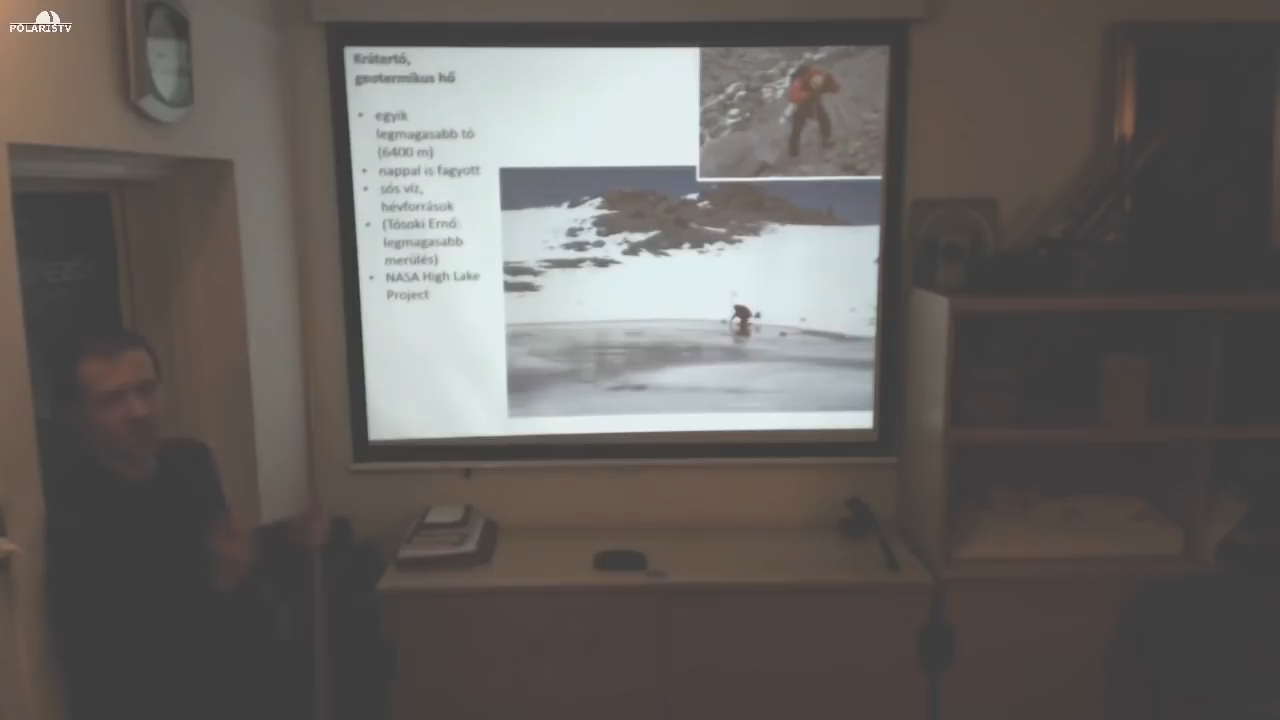 POLARISTV
Krátertó,
geotermikus hő
• egyik
legmagasabb tó
(6400 m)
• nappal is fagyott
• sós víz,
hévforrások
• (Tósoki Ernő:
legmagasabb
merülés)
• NASA High Lake
Project